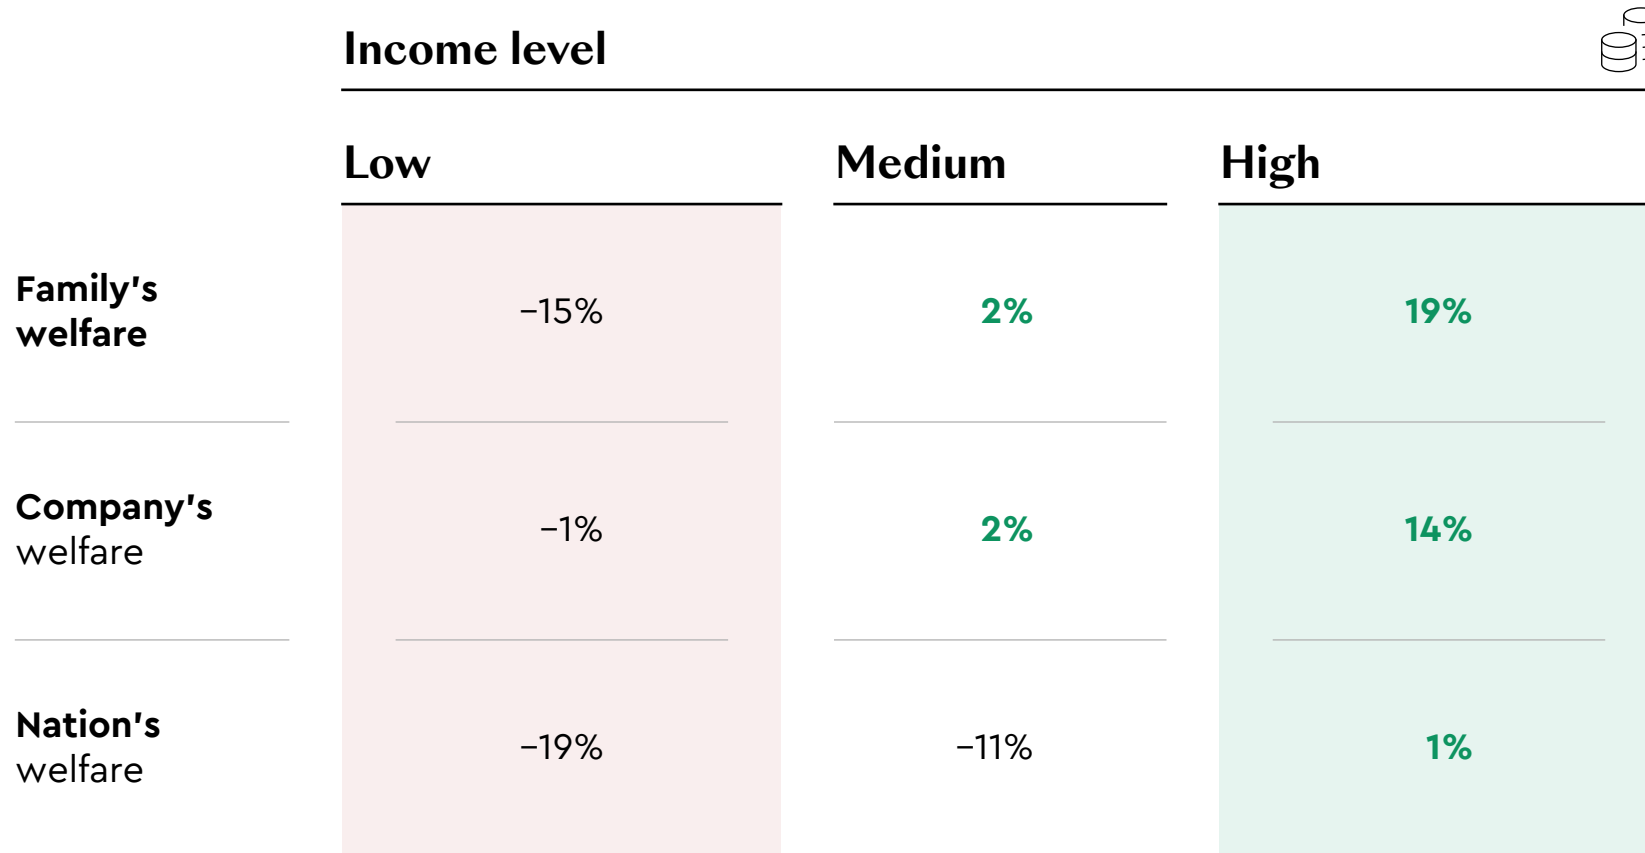 Income level
Low Medium High
Family's
welfare
–15% 2% 19%
Company's
welfare
–1% 2% 14%
Nation's
welfare
–19% –11% 1%